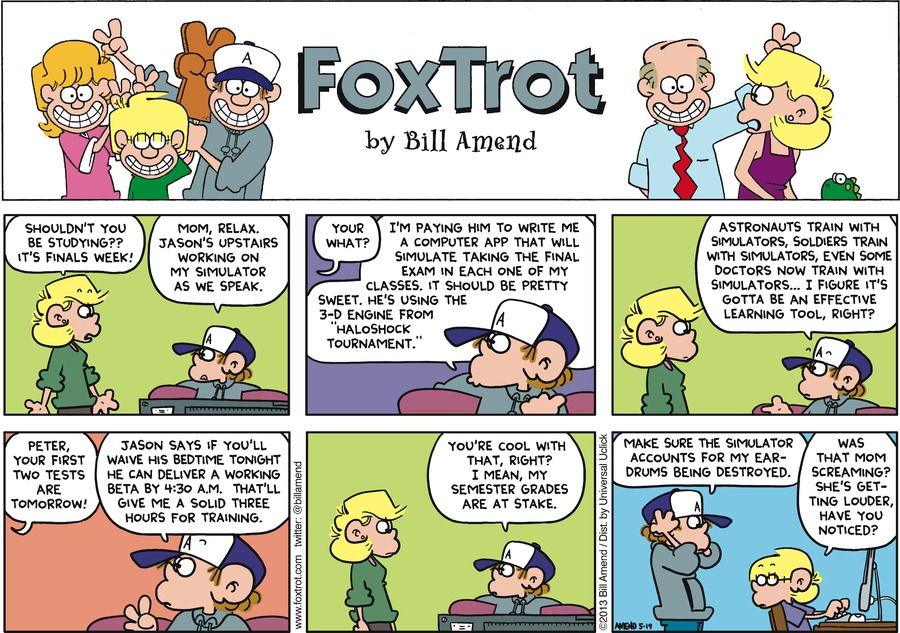 A
FOXTROT
by Bill Amend
SHOULDN'T YOU
BE STUDYING??
IT'S FINALS WEEK!
MOM, RELAX.
JASON'S UPSTAIRS
WORKING ON
MY SIMULATOR
AS WE SPEAK.
A
YOUR
WHAT?
I'M PAYING HIM TO WRITE ME
A COMPUTER APP THAT WILL
SIMULATE TAKING THE FINAL
EXAM IN EACH ONE OF MY
CLASSES. IT SHOULD BE PRETTY
SWEET. HE'S USING THE
3-D ENGINE FROM
"HALOSHOCK
TOURNAMENT."
A
ASTRONAUTS TRAIN WITH
SIMULATORS, SOLDIERS TRAIN
WITH SIMULATORS, EVEN SOME
DOCTORS NOW TRAIN WITH
SIMULATORS... I FIGURE IT'S
GOTTA BE AN EFFECTIVE
LEARNING TOOL, RIGHT?
A
PETER,
YOUR FIRST
TWO TESTS
ARE
TOMORROW!
JASON SAYS IF YOU'LL
WAIVE HIS BEDTIME TONIGHT
HE CAN DELIVER A WORKING
BETA BY 4:30 A.M. THAT'LL
GIVE ME A SOLID THREE
HOURS FOR TRAINING.
A
www.foxtrot.com twitter: @billamend
YOU'RE COOL WITH
THAT, RIGHT?
I MEAN, MY
SEMESTER GRADES
ARE AT STAKE.
A
©2013 Bill Amend / Dist. by Universal Uclick
MAKE SURE THE SIMULATOR
ACCOUNTS FOR MY EAR-
DRUMS BEING DESTROYED.
WAS
THAT MOM
SCREAMING?
SHE'S GET-
TING LOUDER,
HAVE YOU
NOTICED?
A
AMEND 5-19